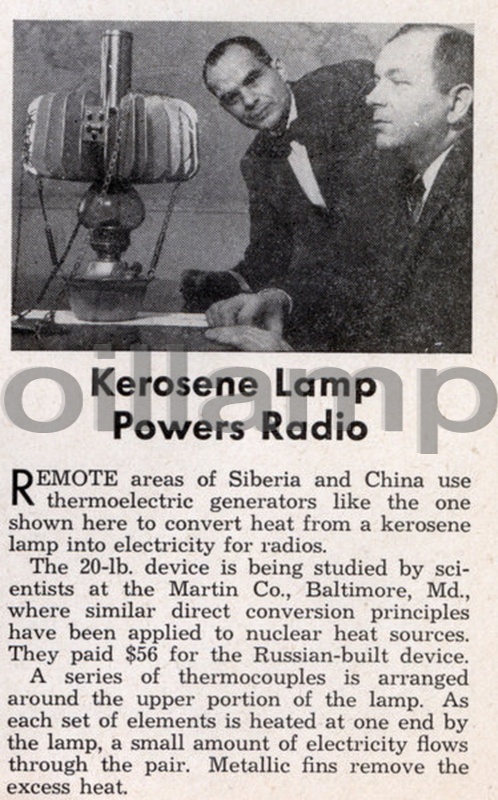 oillamp
Kerosene Lamp
Powers Radio
REMOTE areas of Siberia and China use
thermoelectric generators like the one
shown here to convert heat from a kerosene
lamp into electricity for radios.
The 20-lb. device is being studied by sci-
entists at the Martin Co., Baltimore, Md.,
where similar direct conversion principles
have been applied to nuclear heat sources.
They paid $56 for the Russian-built device.
A series of thermocouples is arranged
around the upper portion of the lamp. As
each set of elements is heated at one end by
the lamp, a small amount of electricity flows
through the pair. Metallic fins remove the
excess heat.